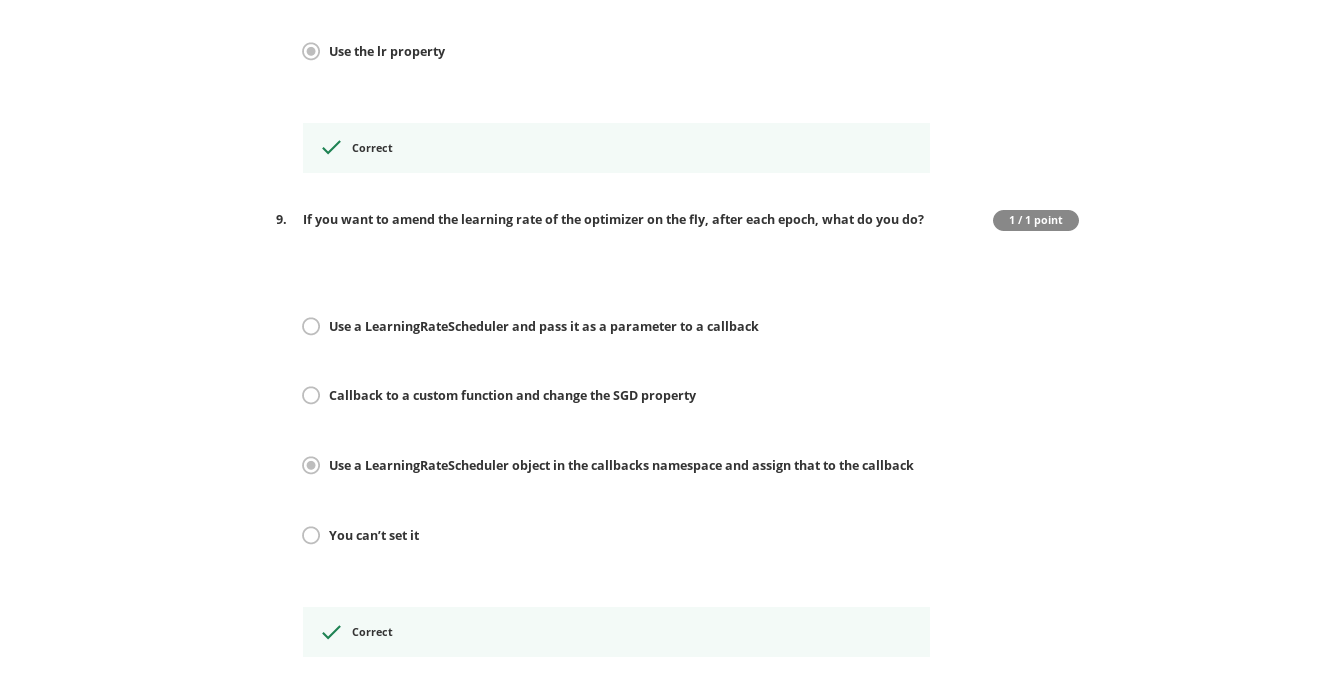 Use the lr property
Correct
9. If you want to amend the learning rate of the optimizer on the fly, after each epoch, what do you do?
1 / 1 point
Use a LearningRateScheduler and pass it as a parameter to a callback
Callback to a custom function and change the SGD property
Use a LearningRateScheduler object in the callbacks namespace and assign that to the callback
You can’t set it
Correct